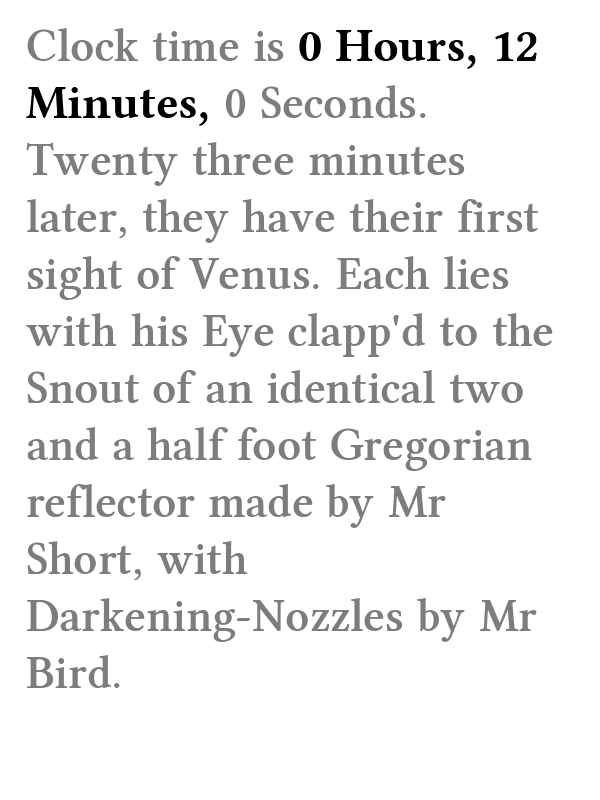 Clock time is 0 Hours, 12
Minutes, 0 Seconds.
Twenty three minutes
later, they have their first
sight of Venus. Each lies
with his Eye clapp'd to the
Snout of an identical two
and a half foot Gregorian
reflector made by Mr
Short, with
Darkening-Nozzles by Mr
Bird.